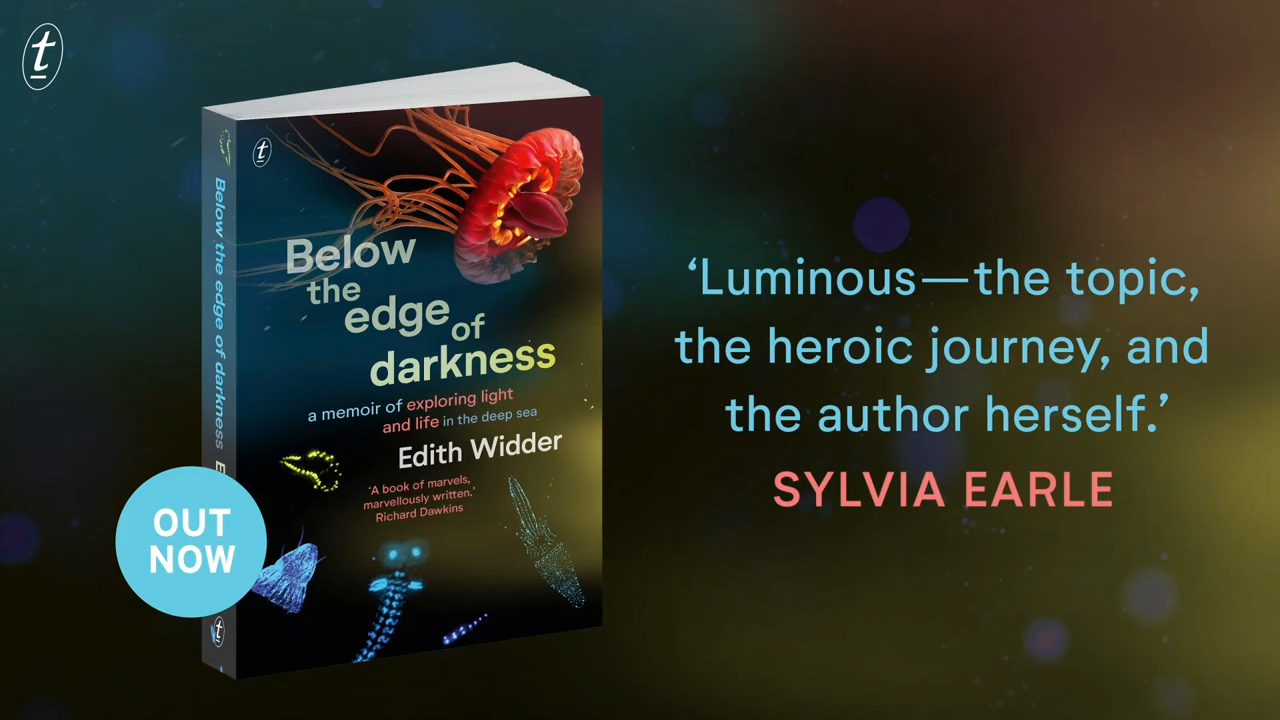 t
t
Below
the
edge of
darkness
a memoir of exploring light
and life in the deep sea
Edith Widder
‘A book of marvels,
marvellously written.’
Richard Dawkins
Below the edge of darkness E
t
OUT
NOW
‘Luminous—the topic,
the heroic journey, and
the author herself.’
SYLVIA EARLE